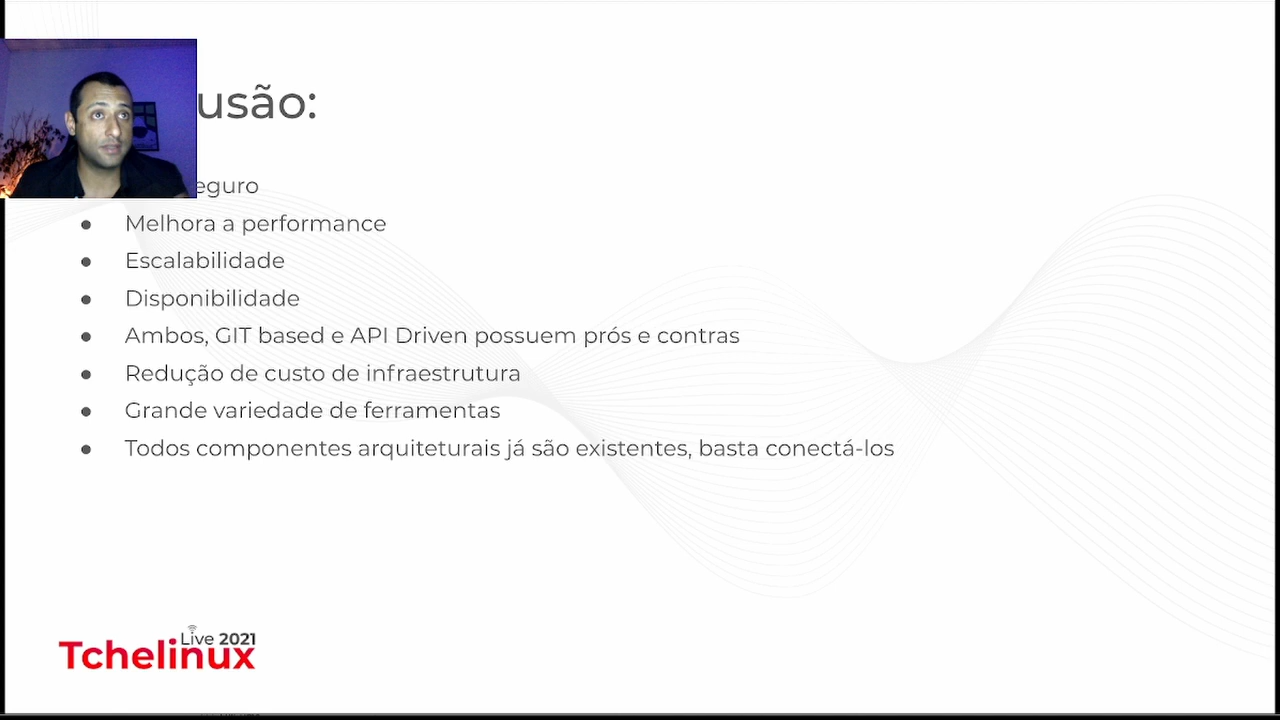 usão:
eguro
Melhora a performance
Escalabilidade
Disponibilidade
Ambos, GIT based e API Driven possuem prós e contras
Redução de custo de infraestrutura
Grande variedade de ferramentas
Todos componentes arquiteturais já são existentes, basta conectá-los
Live 2021
Tchelinux